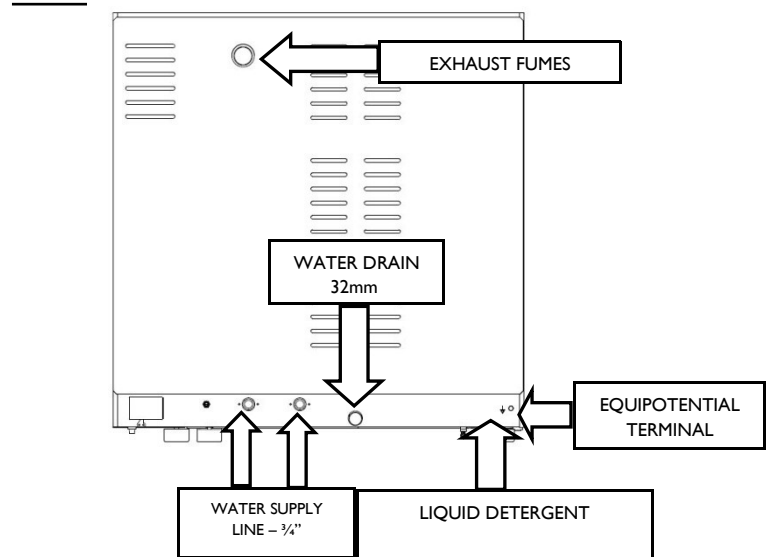 EXHAUST FUMES
WATER DRAIN
32mm
EQUIPOTENTIAL
TERMINAL
WATER SUPPLY
LINE – ¾”
LIQUID DETERGENT